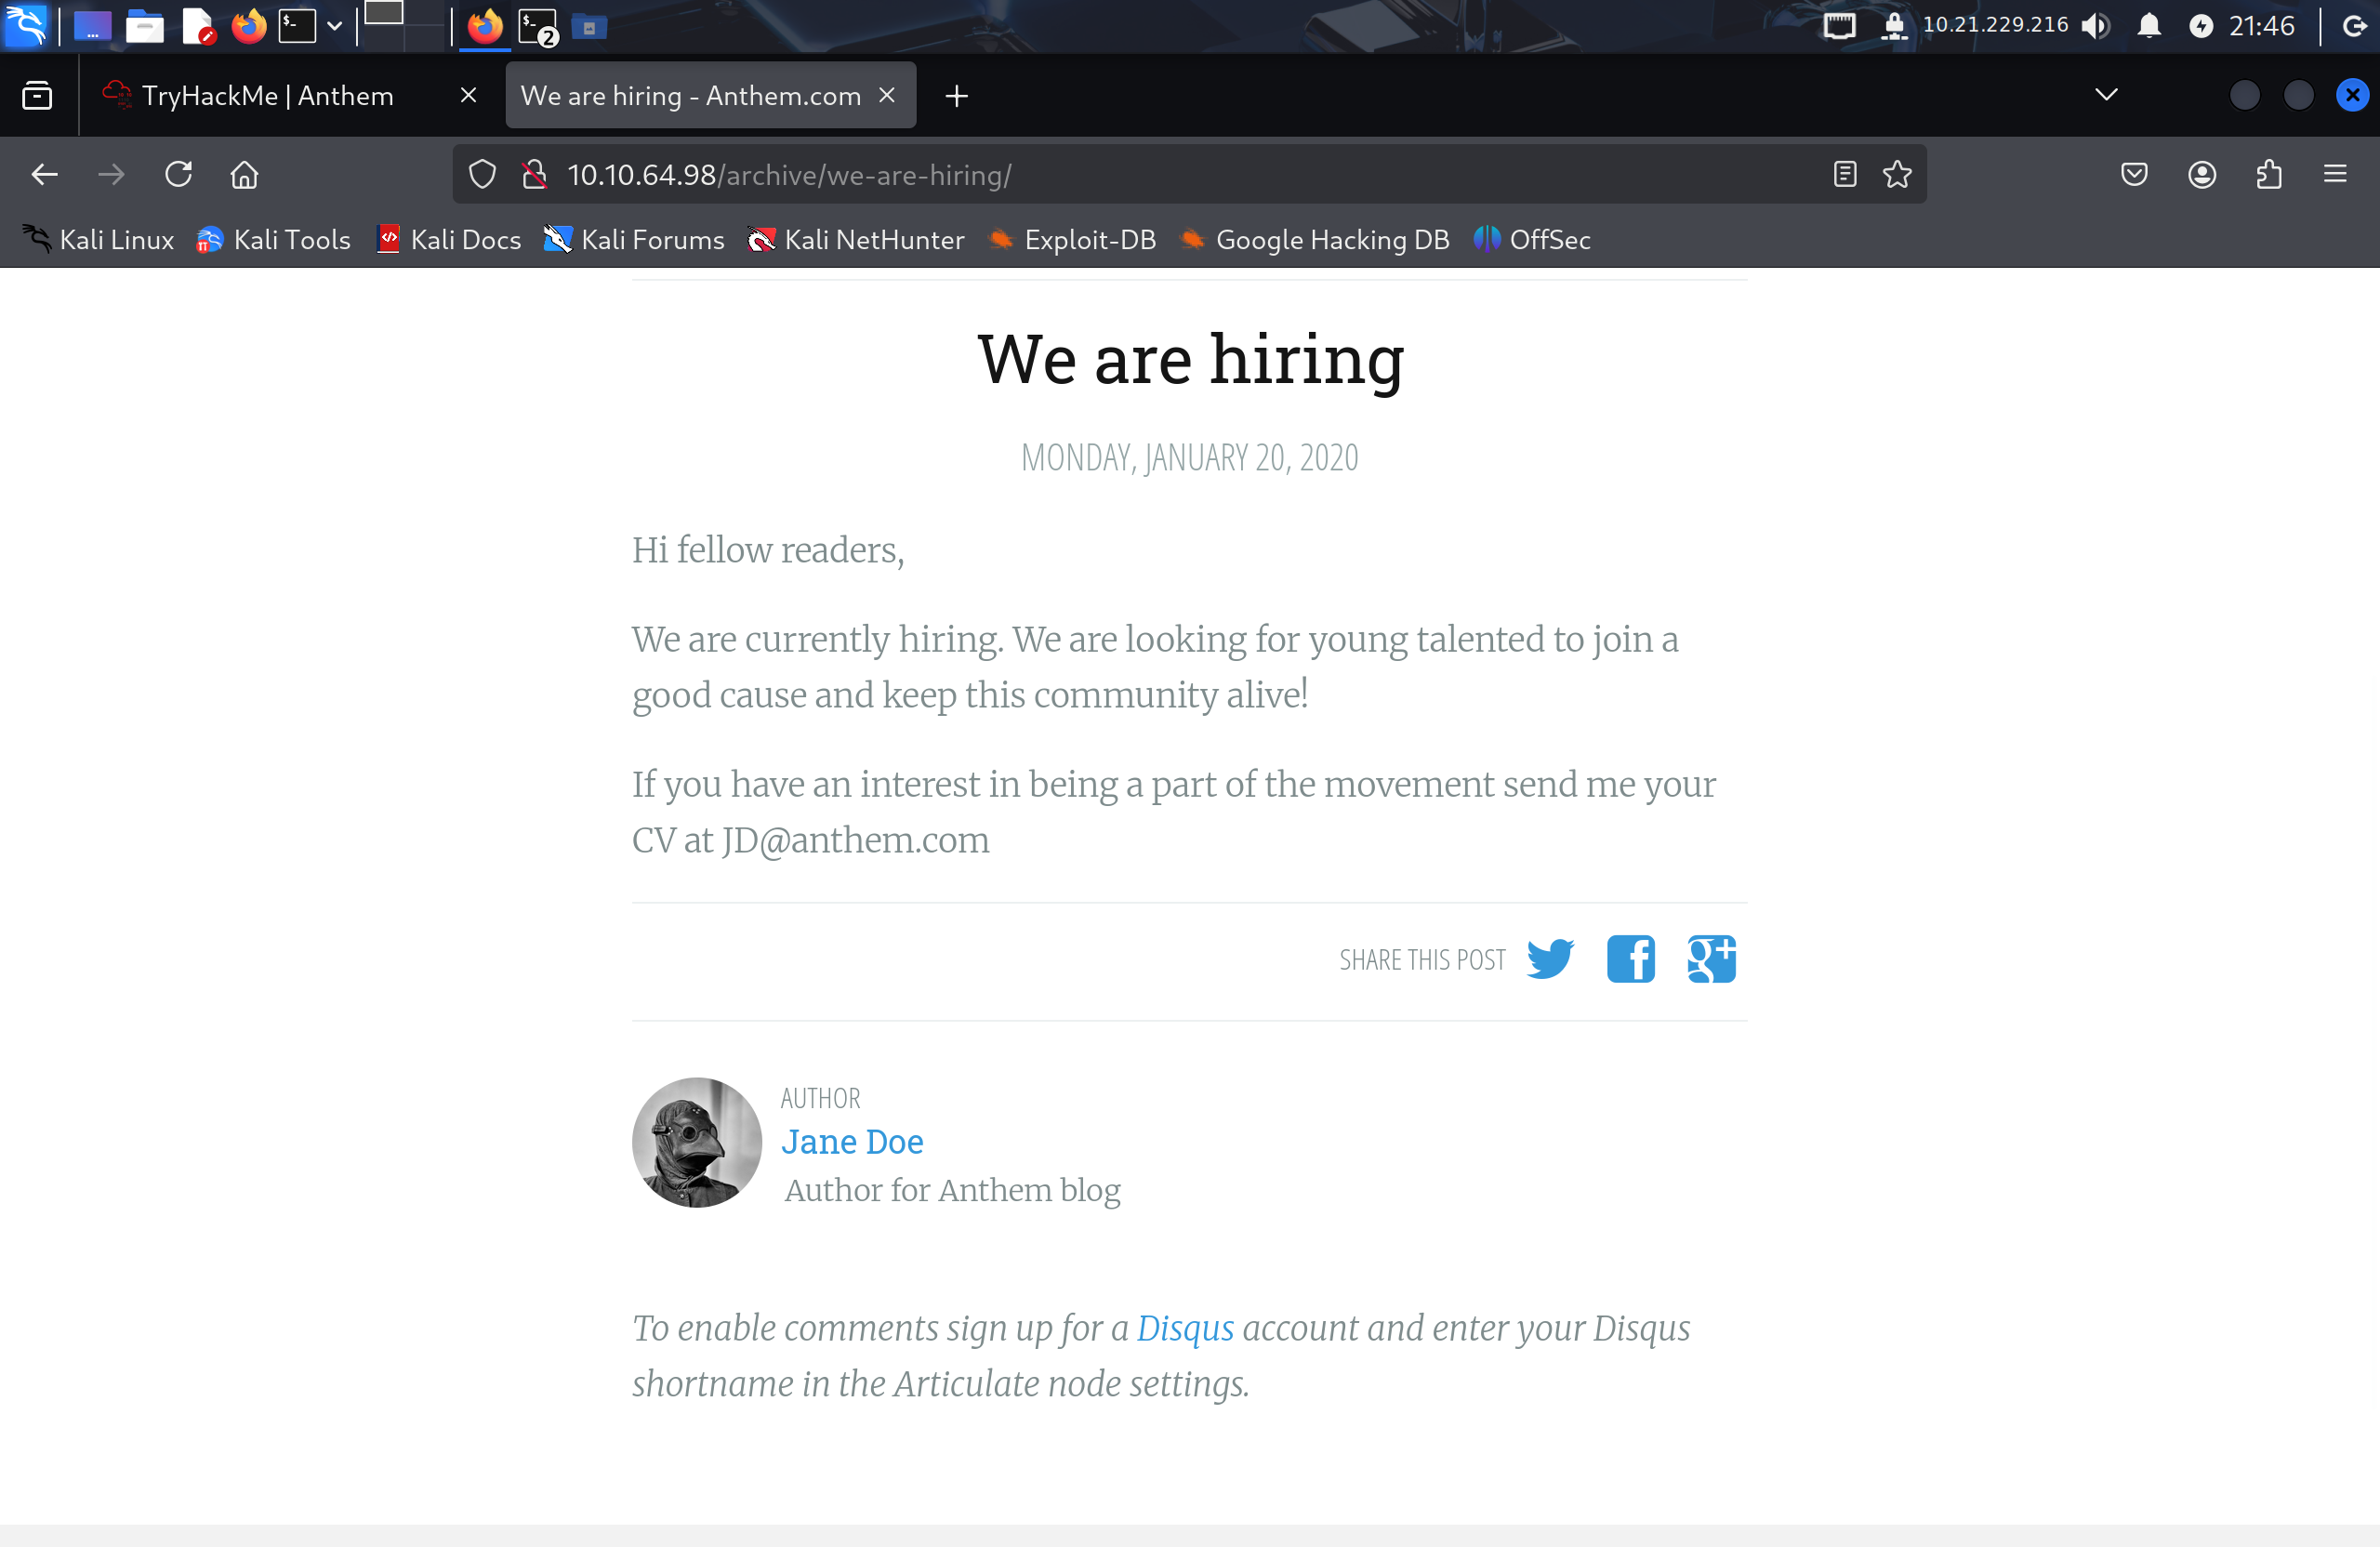 10.21.229.216
21:46
TryHackMe | Anthem
We are hiring - Anthem.com
10.10.64.98/archive/we-are-hiring/
Kali Linux
Kali Tools
Kali Docs
Kali Forums
Kali NetHunter
Exploit-DB
Google Hacking DB
OffSec
We are hiring
MONDAY, JANUARY 20, 2020
Hi fellow readers,
We are currently hiring. We are looking for young talented to join a
good cause and keep this community alive!
If you have an interest in being a part of the movement send me your
CV at JD@anthem.com
SHARE THIS POST
AUTHOR
Jane Doe
Author for Anthem blog
To enable comments sign up for a Disqus account and enter your Disqus
shortname in the Articulate node settings.